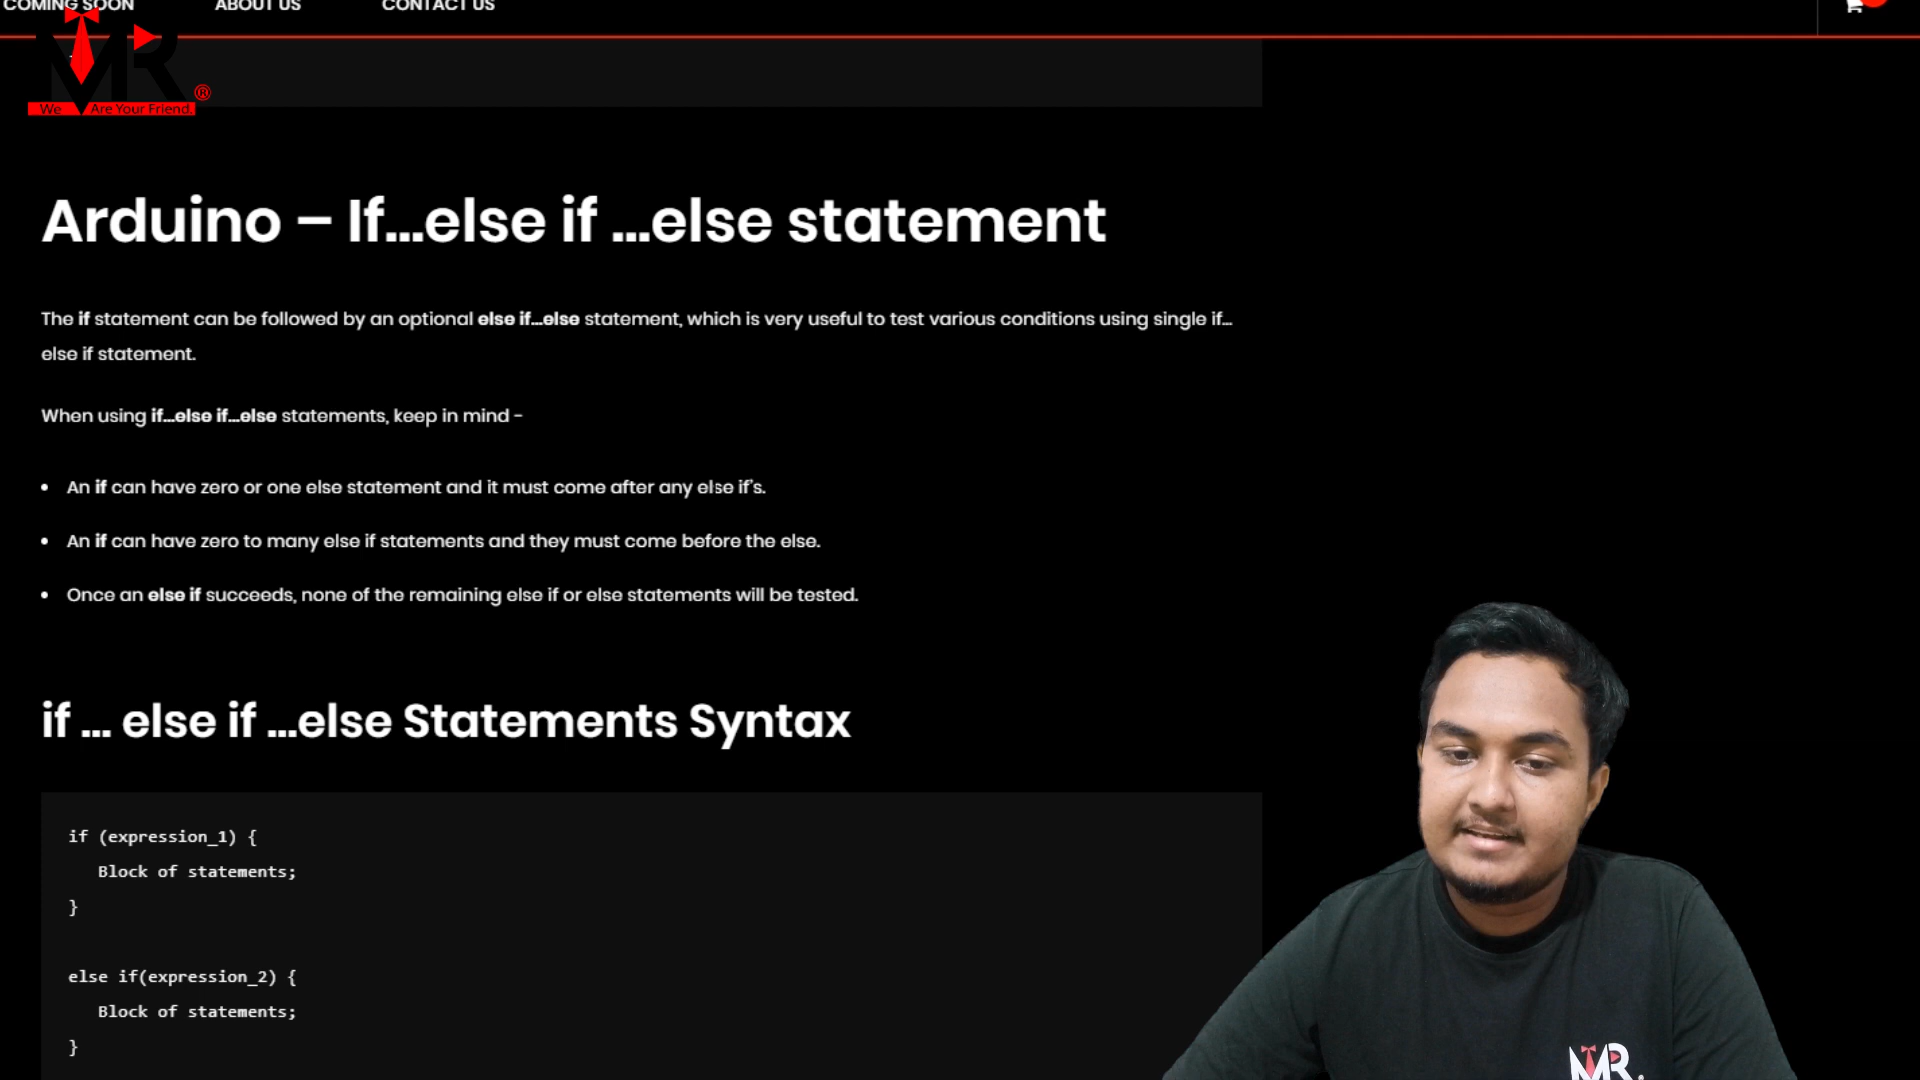 COMING SOON ABOUT US CONTACT US
MR®
We Are Your Friend.
Arduino – If…else if …else statement
The if statement can be followed by an optional else if…else statement, which is very useful to test various conditions using single if…
else if statement.
When using if…else if…else statements, keep in mind −
• An if can have zero or one else statement and it must come after any else if's.
• An if can have zero to many else if statements and they must come before the else.
• Once an else if succeeds, none of the remaining else if or else statements will be tested.
if … else if …else Statements Syntax
if (expression_1) {
Block of statements;
}
else if(expression_2) {
Block of statements;
}
MR